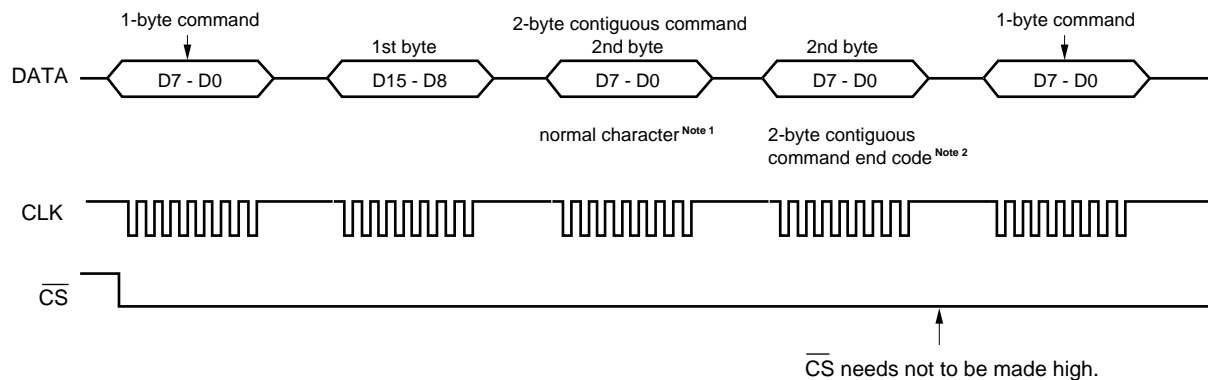 1-byte command
2-byte contiguous command
1-byte command
1st byte
2nd byte
2nd byte
DATA
D7 - D0
D15 - D8
D7 - D0
D7 - D0
D7 - D0
normal character Note 1
2-byte contiguous
command end code Note 2
CLK
CS
CS needs not to be made high.